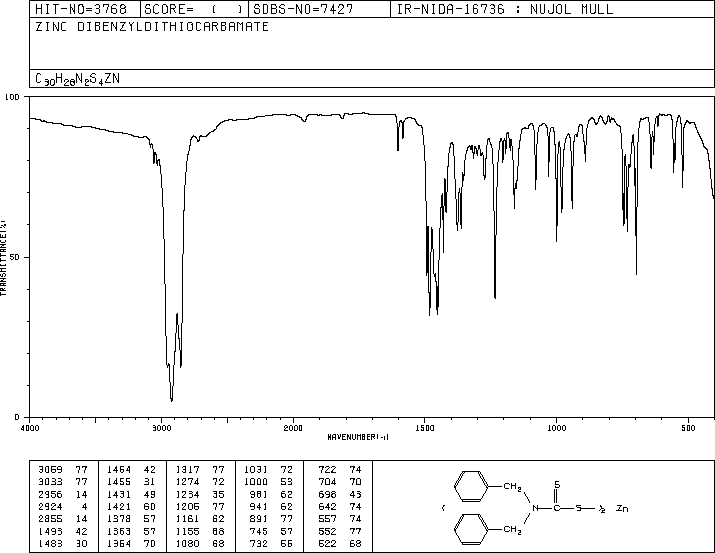 HIT-NO=3768 SCORE= ( ) SDBS-NO=7427 IR-NIDA-16736 : NUJOL MULL
ZINC DIBENZYLDITHIOCARBAMATE
C30H28N2S4ZN
100
50
0
TRANSMITTANCE(%)
4000 3000 2000 1500 1000 500
WAVENUMBER(-1)
3069 77 1464 42 1317 77 1031 72 722 74
3033 77 1455 31 1274 72 1000 53 704 70
2956 14 1431 49 1234 35 981 62 698 43
2924 4 1421 60 1206 77 941 62 642 74
2855 14 1378 57 1161 62 891 77 557 74
1493 42 1363 57 1155 68 745 57 552 77
1483 30 1364 70 1080 68 732 55 522 68
CH2 S
( N C S )2 Zn
CH2